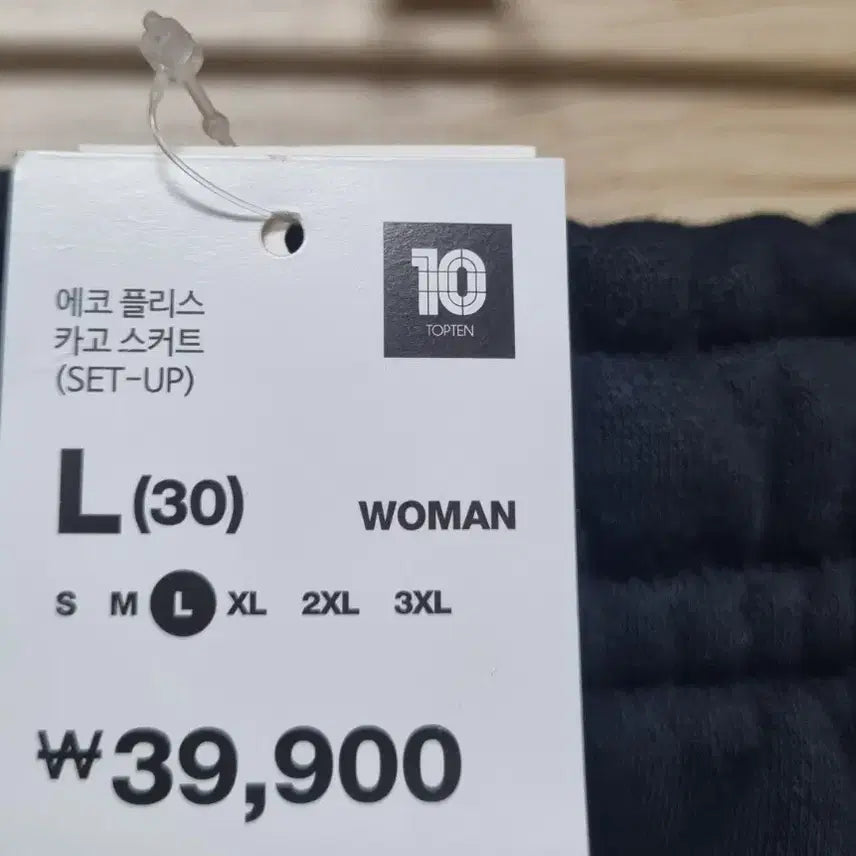 에코 플리스
카고 스커트
(SET-UP)
10
TOPTEN
L (30)
WOMAN
S M L XL 2XL 3XL
₩39,900